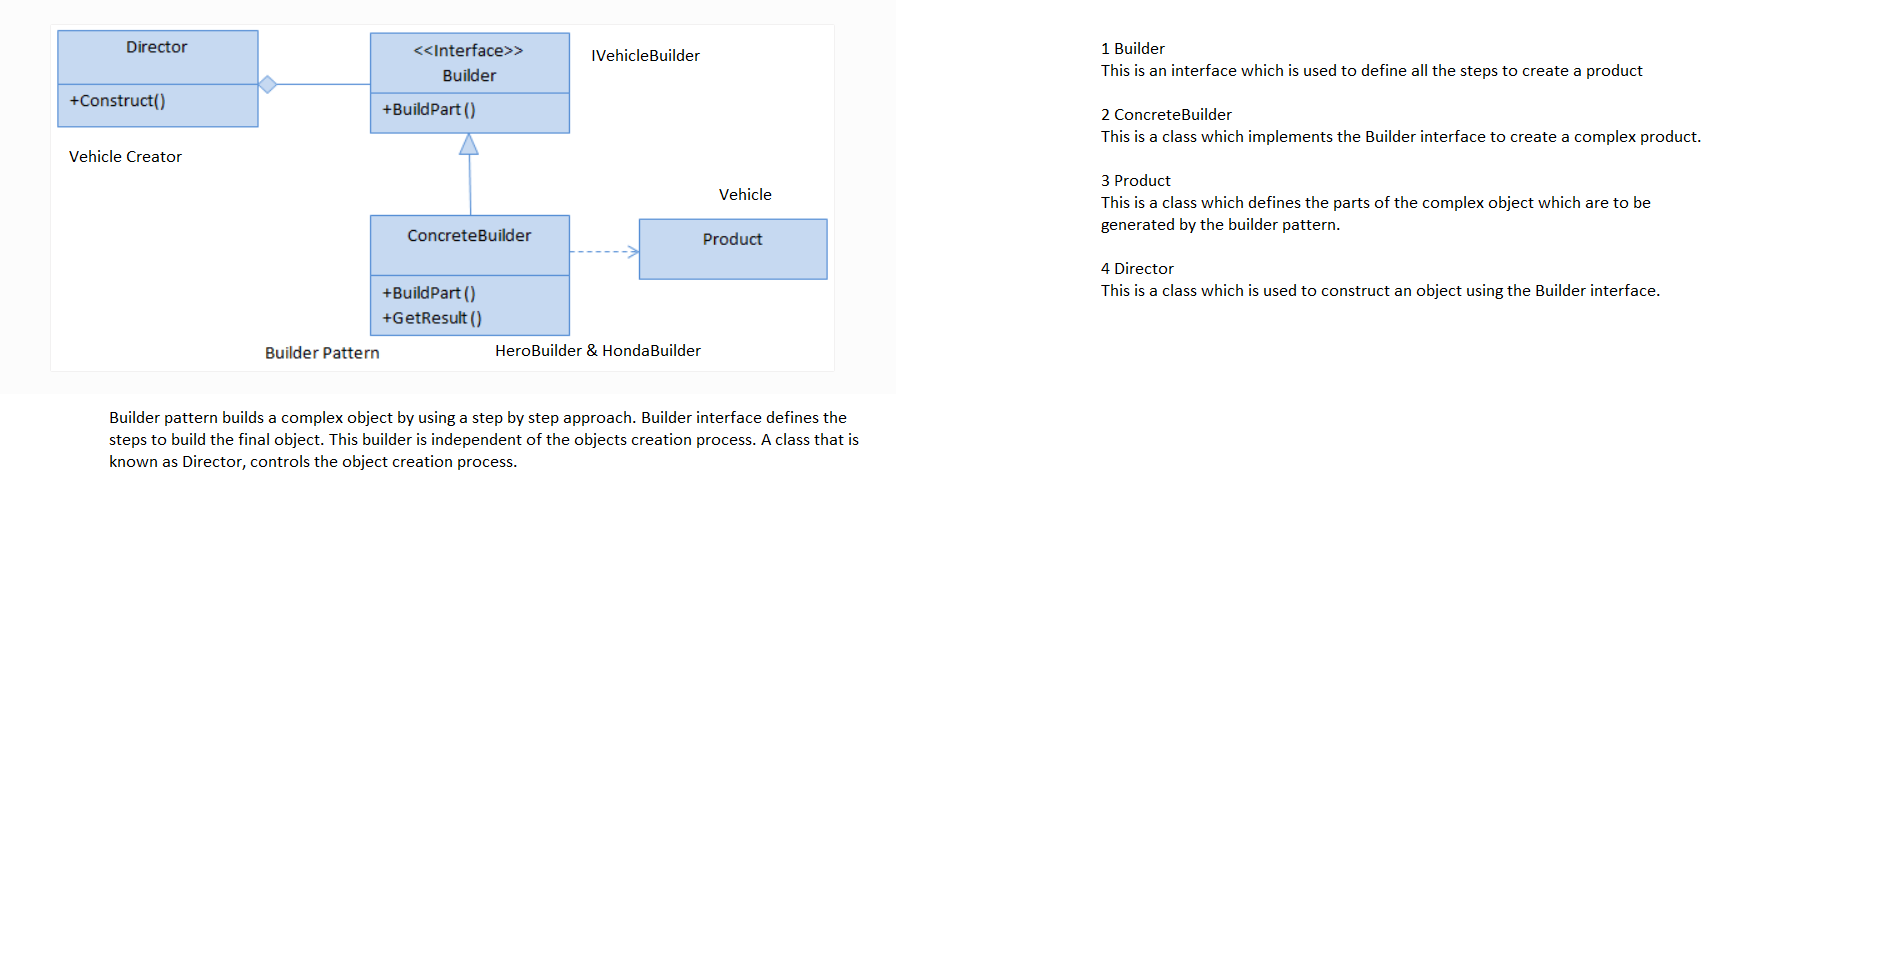 Director
+Construct()
Vehicle Creator
<<Interface>>
Builder
+BuildPart()
IVehicleBuilder
ConcreteBuilder
+BuildPart()
+GetResult()
Vehicle
Product
Builder Pattern
HeroBuilder & HondaBuilder
Builder pattern builds a complex object by using a step by step approach. Builder interface defines the
steps to build the final object. This builder is independent of the objects creation process. A class that is
known as Director, controls the object creation process.
1 Builder
This is an interface which is used to define all the steps to create a product
2 ConcreteBuilder
This is a class which implements the Builder interface to create a complex product.
3 Product
This is a class which defines the parts of the complex object which are to be
generated by the builder pattern.
4 Director
This is a class which is used to construct an object using the Builder interface.